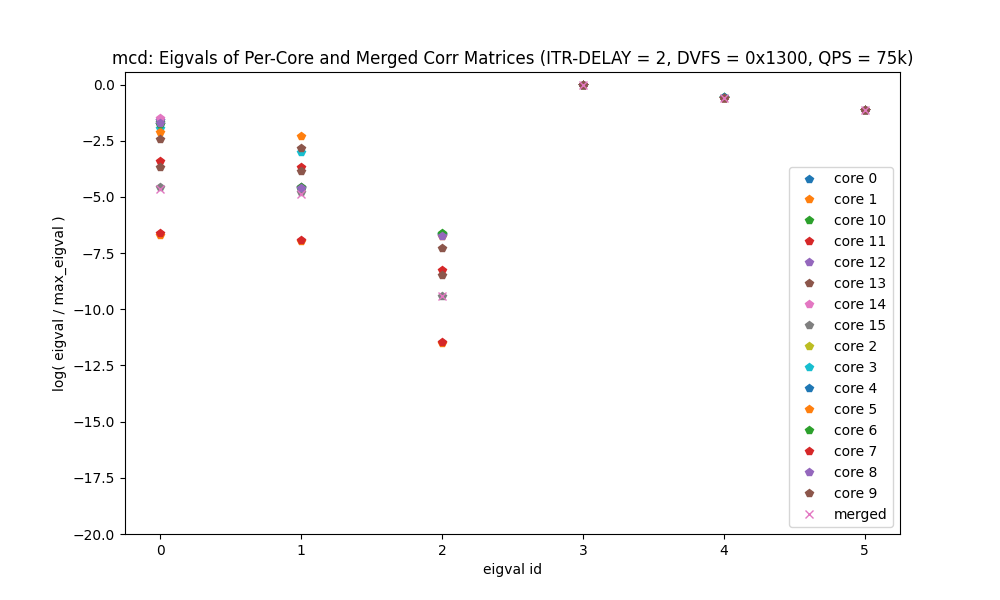 mcd: Eigvals of Per-Core and Merged Corr Matrices (ITR-DELAY = 2, DVFS = 0x1300, QPS = 75k)
0.0
−2.5
−5.0
−7.5
−10.0
−12.5
−15.0
−17.5
−20.0
log( eigval / max_eigval )
core 0
core 1
core 10
core 11
core 12
core 13
core 14
core 15
core 2
core 3
core 4
core 5
core 6
core 7
core 8
core 9
merged
0 1 2 3 4 5
eigval id